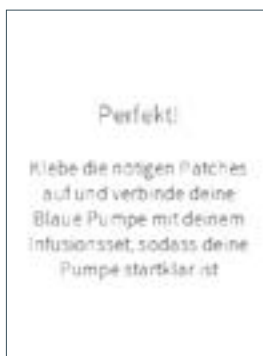 Perfekt!
Klebe die nötigen Patches
auf und verbinde deine
Blaue Pumpe mit deinem
Infusionsset, sodass deine
Pumpe startklar ist